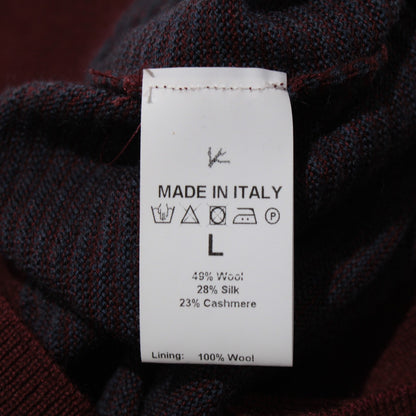 MADE IN ITALY
P
L
49% Wool
28% Silk
23% Cashmere
Lining: 100% Wool